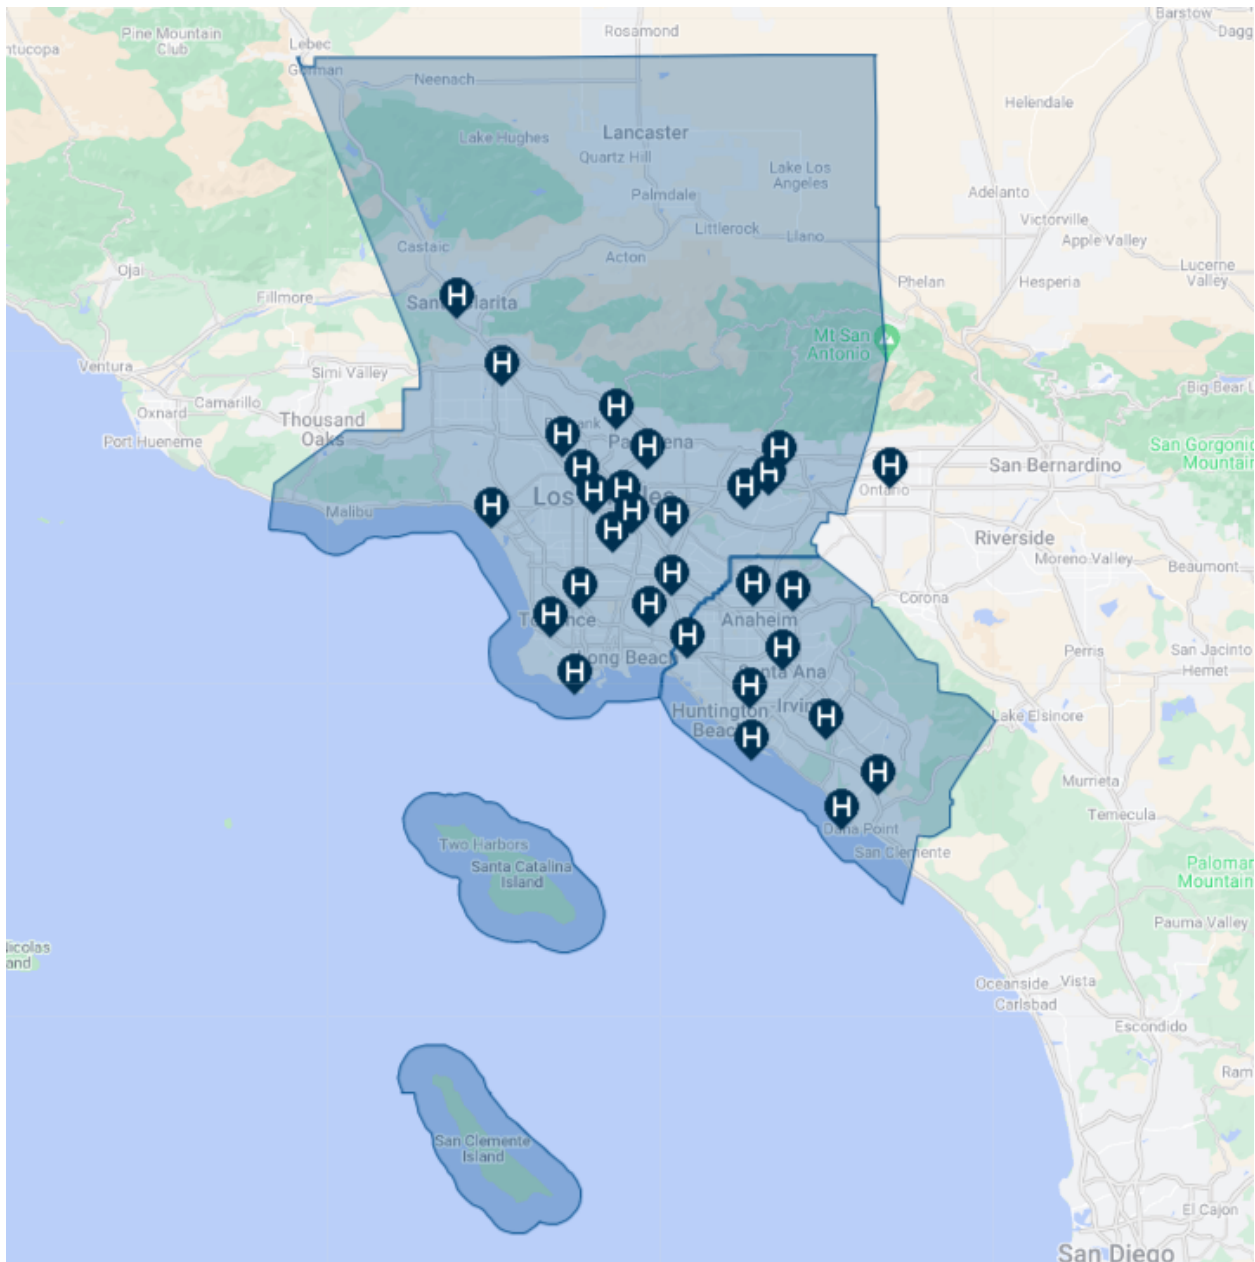 Barstow
Dagg
Rosamond
Pine Mountain
Club
ntucopa
Lebec
Gorman
Neenach
Helendale
Lancaster
Lake Hughes
Quartz Hill
Lake Los
Angeles
Palmdale
Adelanto
Victorville
Littlerock
Llano
Apple Valley
Castaic
Acton
Ojai
Lucerne
Valley
Phelan
Hesperia
Fillmore
H
Mt San
Antonio
H
Ventura
Simi Valley
Big Bear L
Camarillo
Oxnard
H
Thousand
Oaks
Port Hueneme
H
H
H
San Gorgonio
Mountain
H
H
H
San Bernardino
Ontario
H
H
H
H
H
Malibu
H
H
H
Riverside
Moreno Valley
Beaumont
H
H
H
H
Corona
H
H
Anaheim
H
H
Perris
San Jacinto
Hemet
H
H
Huntington
Beach
H
Lake Elsinore
H
H
Murrieta
H
Temecula
Dana Point
San Clemente
Two Harbors
Santa Catalina
Island
Palomar
Mountain
Pauma Valley
Nicolas
and
Oceanside
Vista
Carlsbad
Escondido
Ram
San Clemente
Island
El Cajon
San Diego